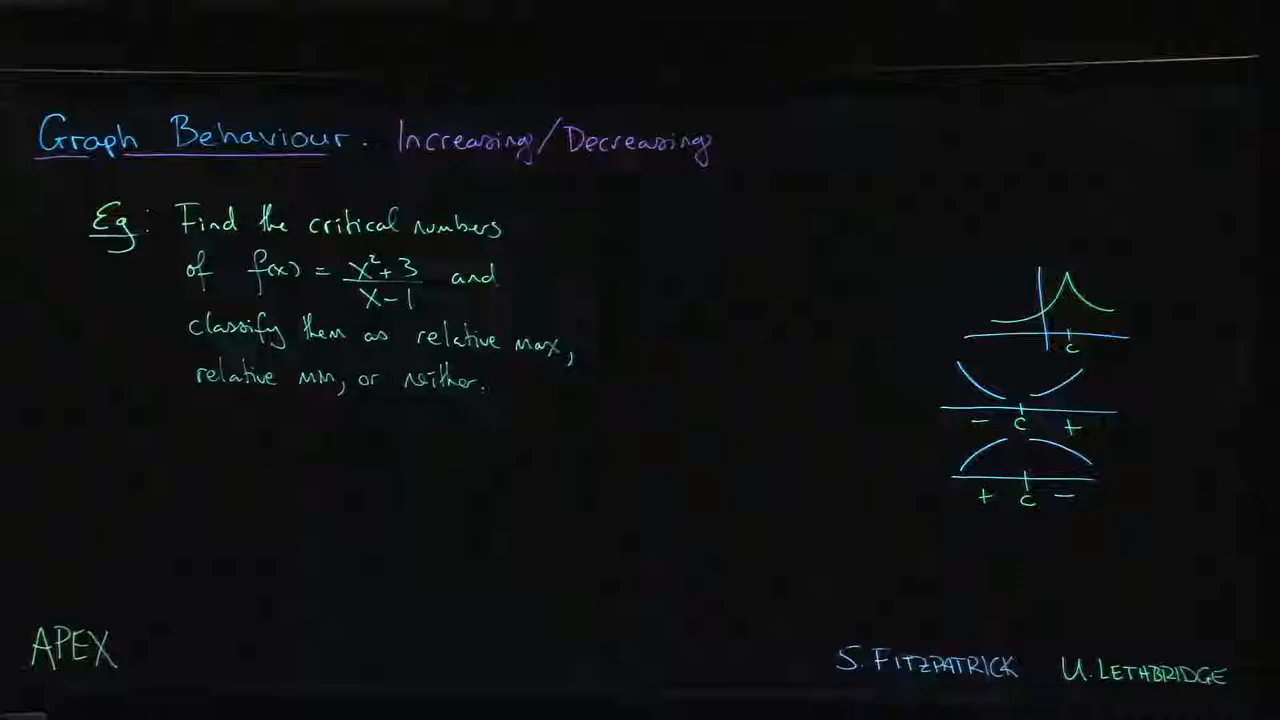 Graph Behaviour. Increasing/Decreasing
Eg: Find the critical numbers
of f(x) = x²+3 / x-1 and
classify them as relative max,
relative min, or neither.
c
- c +
+ c -
APEX
S. FITZPATRICK U. LETHBRIDGE